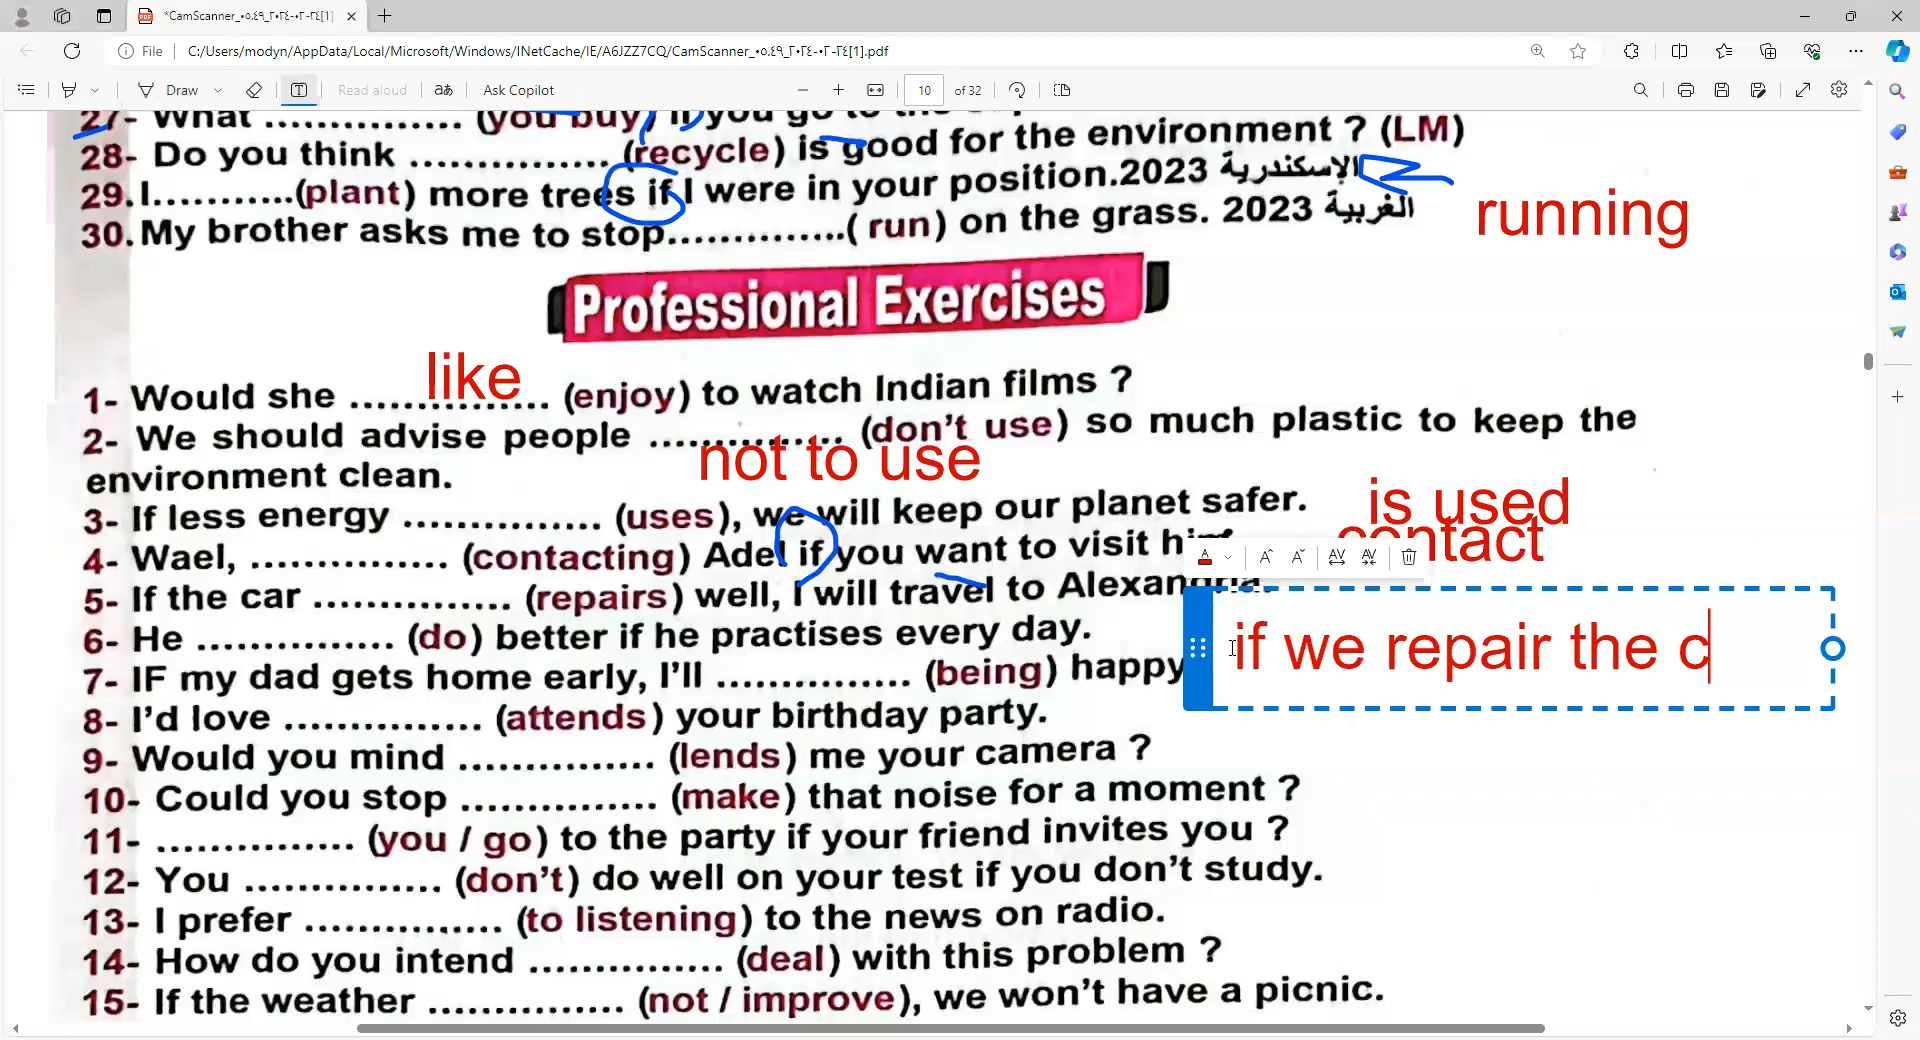 *CamScanner_
[1]
File
C:/Users/modyn/AppData/Local/Microsoft/Windows/INetCache/IE/A6JZZ7CQ/CamScanner_٠٥.٤٩_٢٠٢٤-٠٢-٢٤[1].pdf
Draw
Read aloud
Ask Copilot
10 of 32
27- What ............... (you buy) if you go to the
28- Do you think ............... (recycle) is good for the environment ? (LM)
29. I...........(plant) more trees if I were in your position.2023 الإسكندرية
running
30. My brother asks me to stop..............( run) on the grass. 2023 الغربية
Professional Exercises
like
1- Would she ............... (enjoy) to watch Indian films ?
2- We should advise people ............... (don't use) so much plastic to keep the
not to use
environment clean.
is used
3- If less energy ............... (uses), we will keep our planet safer.
contact
4- Wael, ............... (contacting) Adel if you want to visit him.
5- If the car ............... (repairs) well, I will travel to Alexandria.
if we repair the c
6- He ............... (do) better if he practises every day.
7- IF my dad gets home early, I'll ............... (being) happy
8- I'd love ............... (attends) your birthday party.
9- Would you mind ............... (lends) me your camera ?
10- Could you stop ............... (make) that noise for a moment ?
11- ............... (you / go) to the party if your friend invites you ?
12- You ............... (don't) do well on your test if you don't study.
13- I prefer ............... (to listening) to the news on radio.
14- How do you intend ............... (deal) with this problem ?
15- If the weather ............... (not / improve), we won't have a picnic.